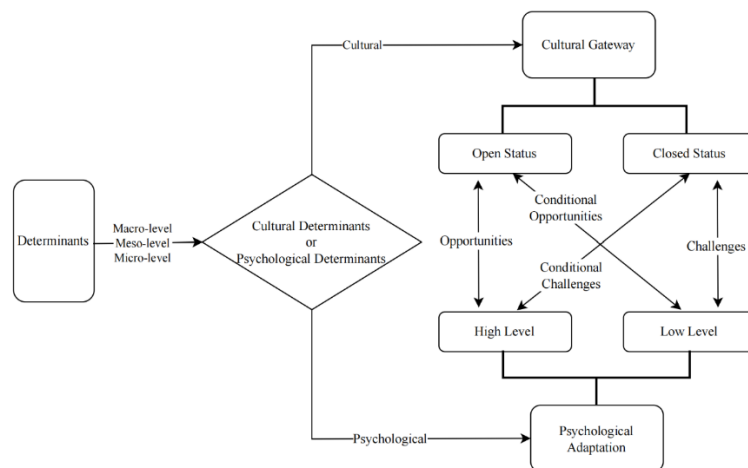 Cultural
Cultural Gateway
Open Status
Closed Status
Conditional
Opportunities
Macro-level
Meso-level
Micro-level
Determinants
Cultural Determinants
or
Psychological Determinants
Opportunities
Challenges
Conditional
Challenges
High Level
Low Level
Psychological
Psychological
Adaptation